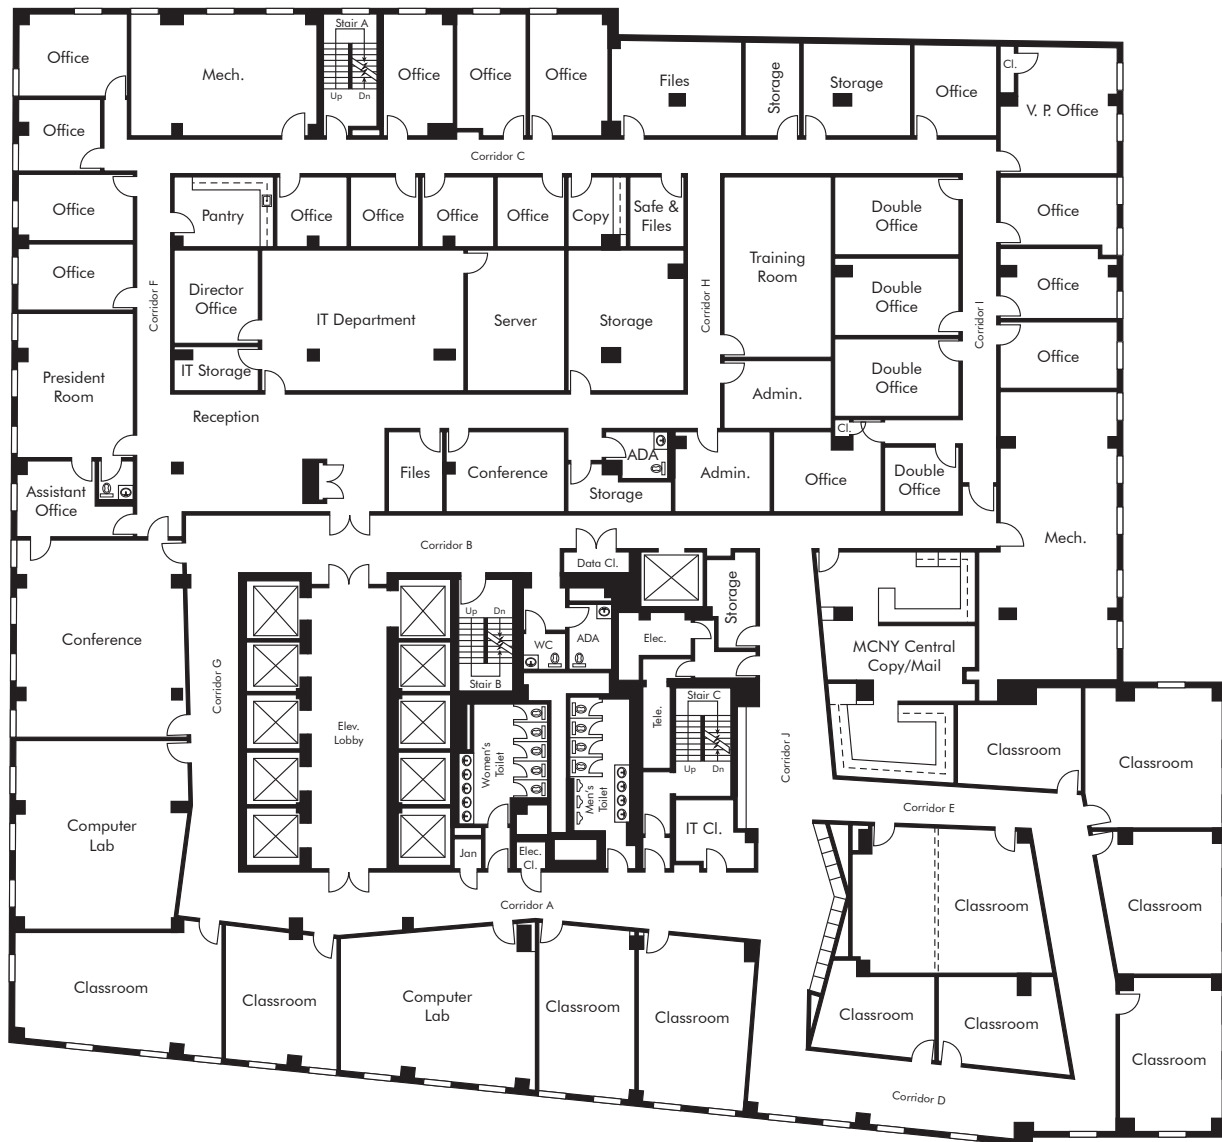 Stair A
Office
Mech.
Office
Office
Office
Files
Storage
Storage
Office
Cl.
V. P. Office
Up
Dn
Office
Corridor C
Office
Pantry
Office
Office
Office
Office
Copy
Safe &
Files
Double
Office
Office
Training
Room
Office
Director
Office
IT Department
Server
Storage
Double
Office
Office
Corridor F
Corridor H
Corridor I
IT Storage
President
Room
Double
Office
Office
Admin.
Reception
Cl.
Files
Conference
ADA
Admin.
Office
Double
Office
Assistant
Office
Storage
Corridor B
Data Cl.
Mech.
Storage
Up
Dn
Conference
WC
ADA
Elec.
MCNY Central
Copy/Mail
Corridor G
Stair B
Stair C
Elev.
Lobby
Tele.
Women's
Toilet
Men's
Toilet
Up
Dn
Corridor J
Classroom
Classroom
Corridor E
Computer
Lab
IT Cl.
Jan
Elec.
Cl.
Corridor A
Classroom
Classroom
Classroom
Classroom
Computer
Lab
Classroom
Classroom
Classroom
Classroom
Classroom
Corridor D